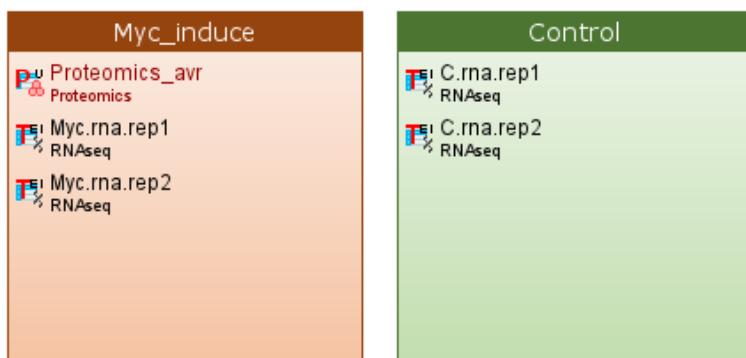 Myc_induce
Proteomics_avr
Proteomics
Myc.rna.rep1
RNAseq
Myc.rna.rep2
RNAseq
Control
C.rna.rep1
RNAseq
C.rna.rep2
RNAseq